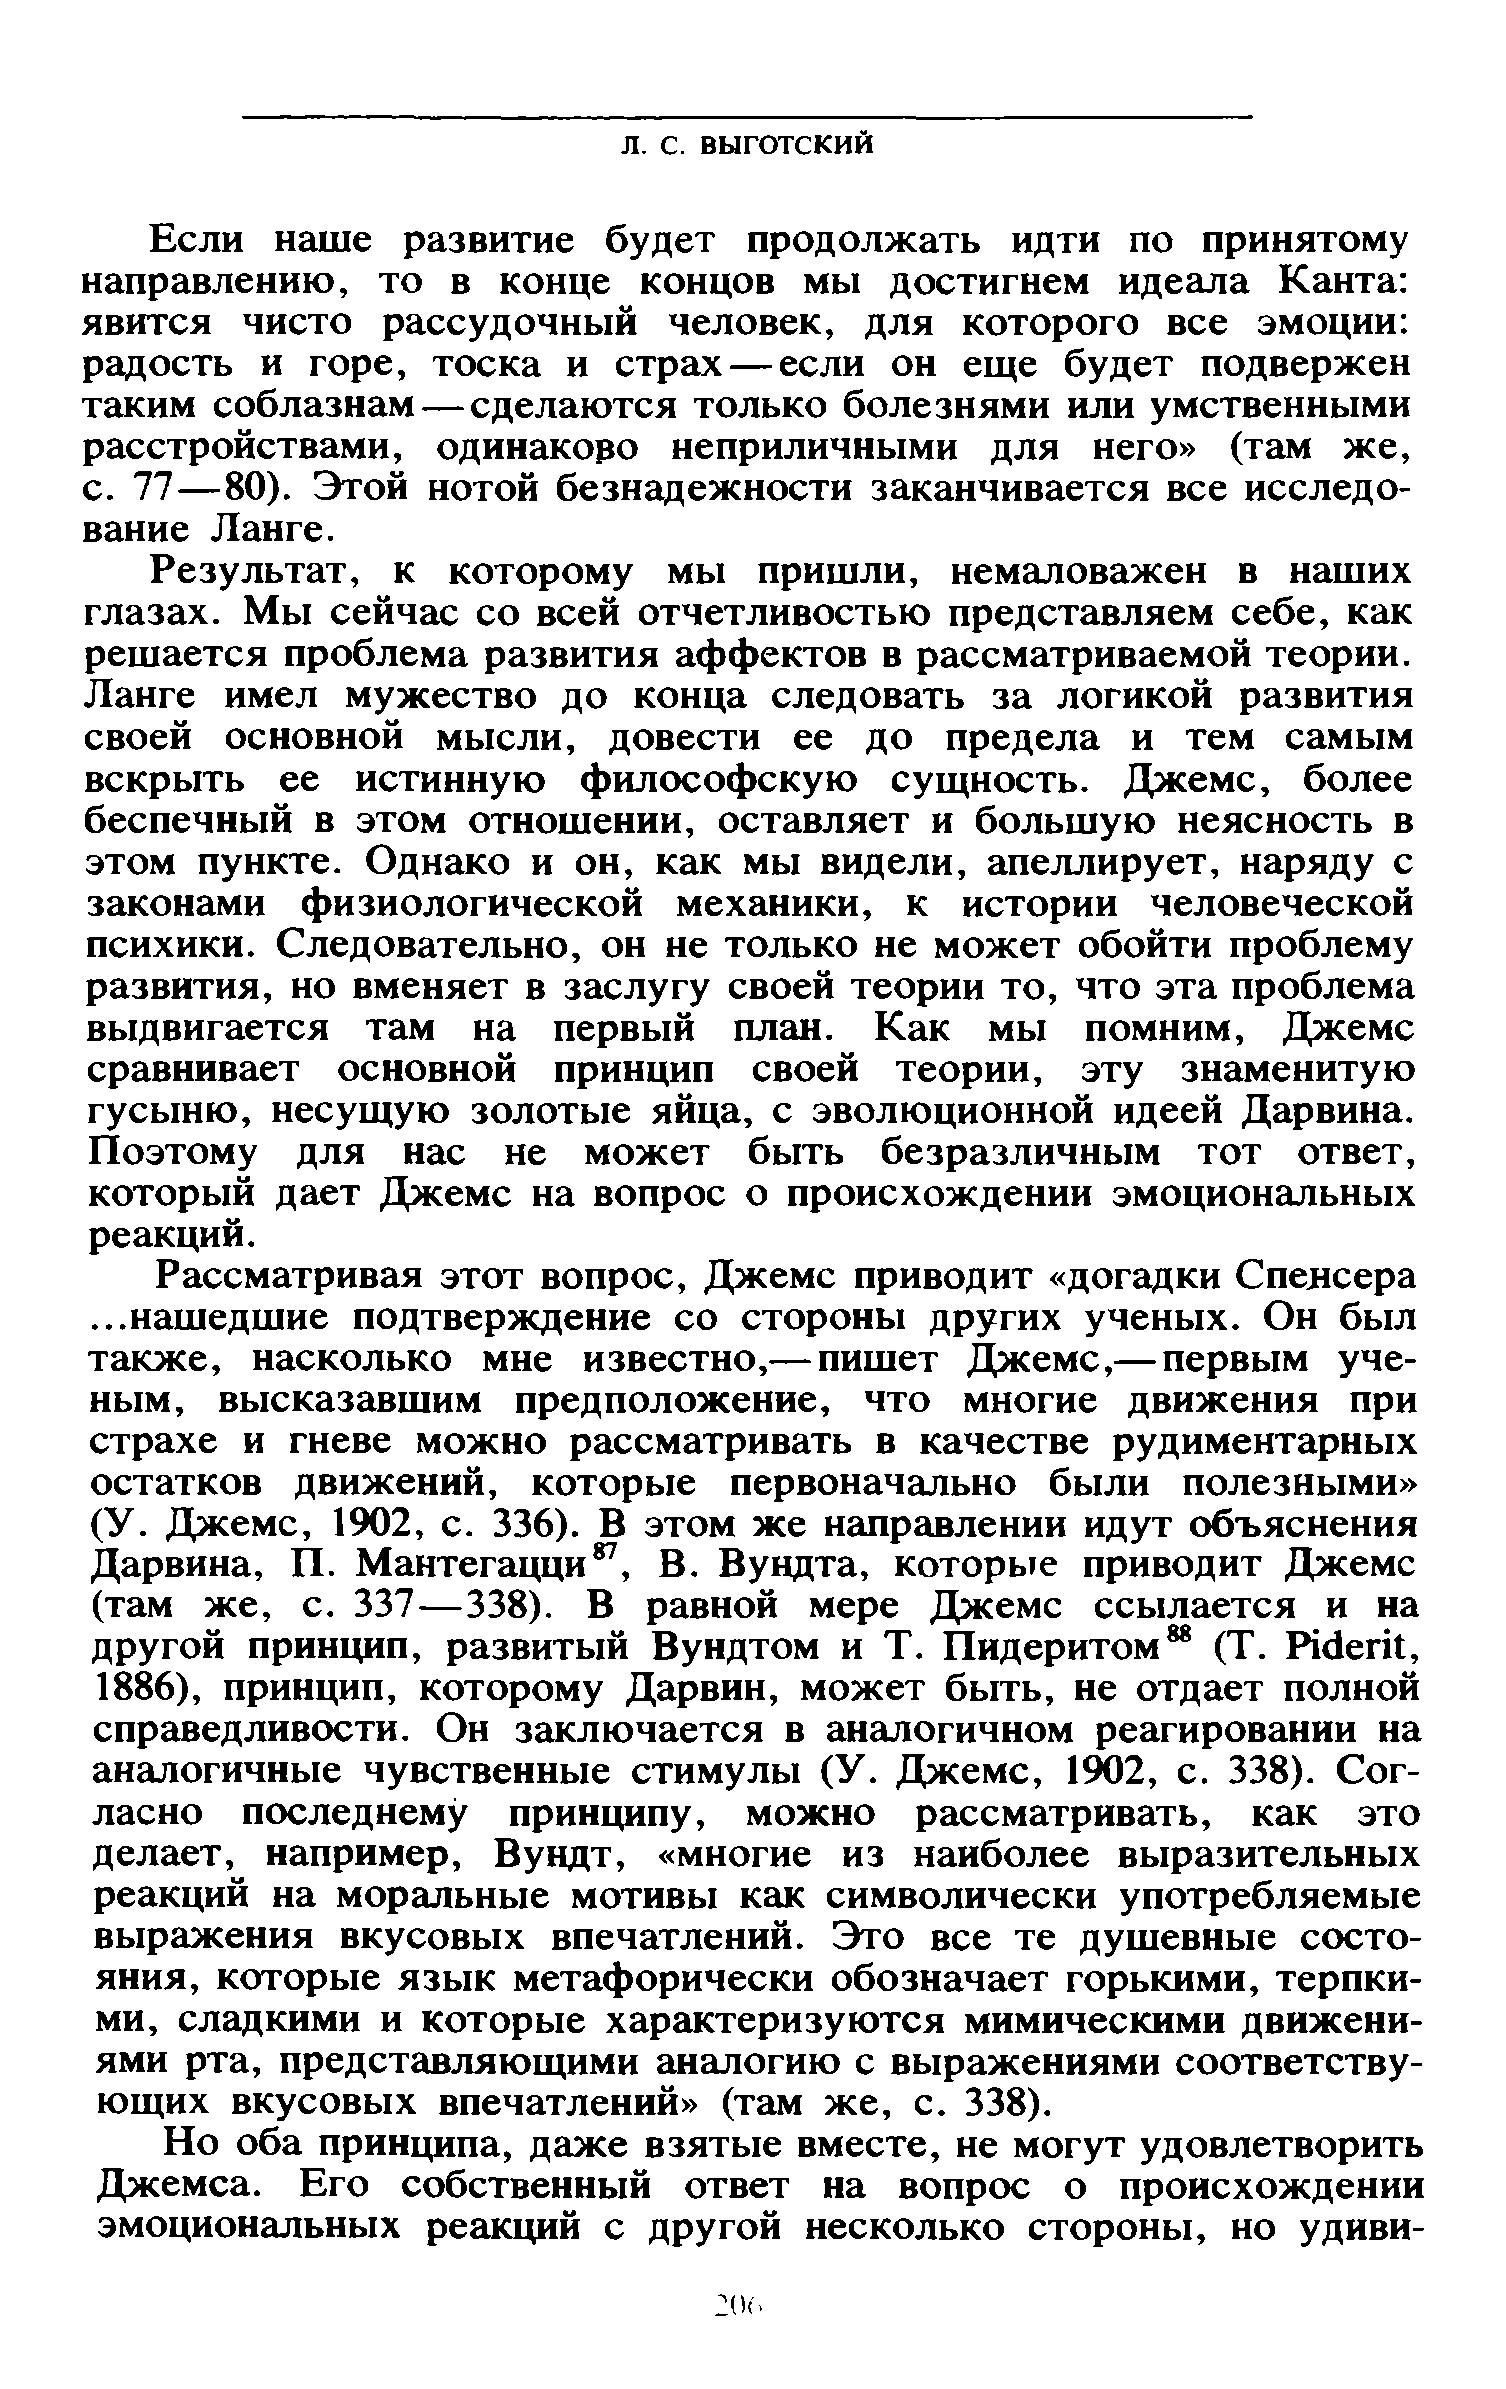 Л. С. ВЫГОТСКИЙ
Если наше развитие будет продолжать идти по принятому
направлению, то в конце концов мы достигнем идеала Канта:
явится чисто рассудочный человек, для которого все эмоции:
радость и горе, тоска и страх — если он еще будет подвержен
таким соблазнам — сделаются только болезнями или умственными
расстройствами, одинаково неприличными для него» (там же,
с. 77—80). Этой нотой безнадежности заканчивается все исследо-
вание Ланге.
Результат, к которому мы пришли, немаловажен в наших
глазах. Мы сейчас со всей отчетливостью представляем себе, как
решается проблема развития аффектов в рассматриваемой теории.
Ланге имел мужество до конца следовать за логикой развития
своей основной мысли, довести ее до предела и тем самым
вскрыть ее истинную философскую сущность. Джемс, более
беспечный в этом отношении, оставляет и большую неясность в
этом пункте. Однако и он, как мы видели, апеллирует, наряду с
законами физиологической механики, к истории человеческой
психики. Следовательно, он не только не может обойти проблему
развития, но вменяет в заслугу своей теории то, что эта проблема
выдвигается там на первый план. Как мы помним, Джемс
сравнивает основной принцип своей теории, эту знаменитую
гусыню, несущую золотые яйца, с эволюционной идеей Дарвина.
Поэтому для нас не может быть безразличным тот ответ,
который дает Джемс на вопрос о происхождении эмоциональных
реакций.
Рассматривая этот вопрос, Джемс приводит «догадки Спенсера
...нашедшие подтверждение со стороны других ученых. Он был
также, насколько мне известно,— пишет Джемс,— первым уче-
ным, высказавшим предположение, что многие движения при
страхе и гневе можно рассматривать в качестве рудиментарных
остатков движений, которые первоначально были полезными»
(У. Джемс, 1902, с. 336). В этом же направлении идут объяснения
Дарвина, П. Мантегацци⁸⁷, В. Вундта, которые приводит Джемс
(там же, с. 337—338). В равной мере Джемс ссылается и на
другой принцип, развитый Вундтом и Т. Пидеритом⁸⁸ (T. Piderit,
1886), принцип, которому Дарвин, может быть, не отдает полной
справедливости. Он заключается в аналогичном реагировании на
аналогичные чувственные стимулы (У. Джемс, 1902, с. 338). Сог-
ласно последнему принципу, можно рассматривать, как это
делает, например, Вундт, «многие из наиболее выразительных
реакций на моральные мотивы как символически употребляемые
выражения вкусовых впечатлений. Это все те душевные состо-
яния, которые язык метафорически обозначает горькими, терпки-
ми, сладкими и которые характеризуются мимическими движени-
ями рта, представляющими аналогию с выражениями соответству-
ющих вкусовых впечатлений» (там же, с. 338).
Но оба принципа, даже взятые вместе, не могут удовлетворить
Джемса. Его собственный ответ на вопрос о происхождении
эмоциональных реакций с другой несколько стороны, но удиви-
206